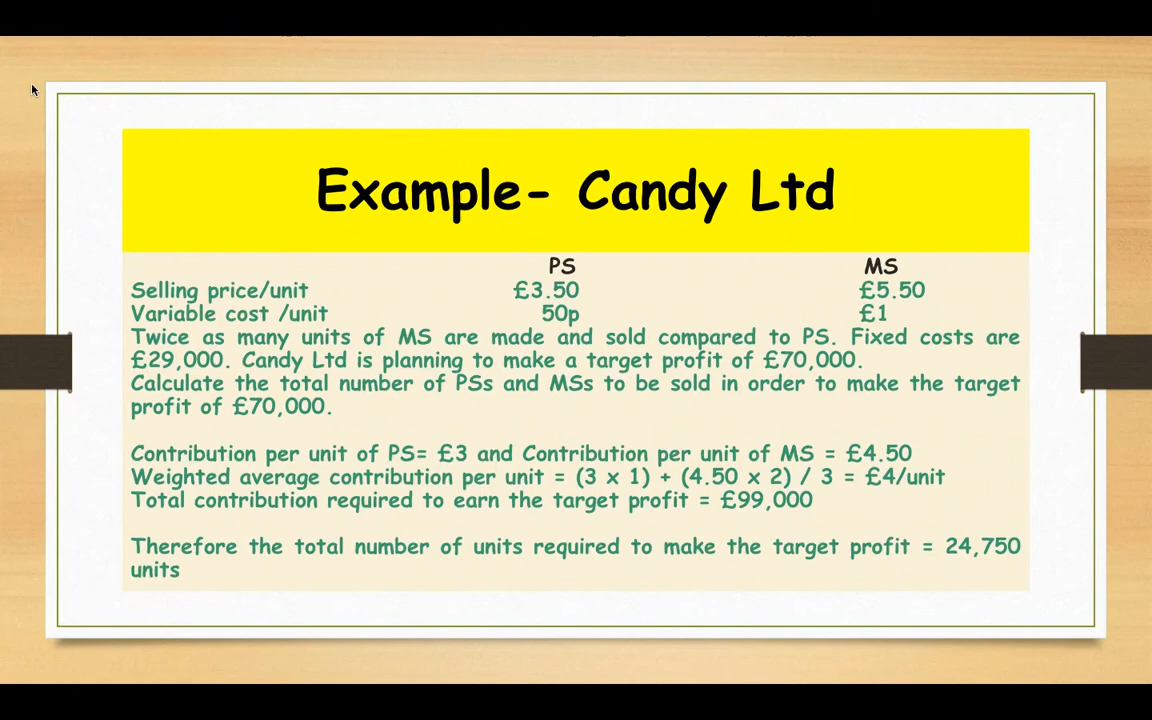 Example- Candy Ltd
PS MS
Selling price/unit £3.50 £5.50
Variable cost /unit 50p £1
Twice as many units of MS are made and sold compared to PS. Fixed costs are
£29,000. Candy Ltd is planning to make a target profit of £70,000.
Calculate the total number of PSs and MSs to be sold in order to make the target
profit of £70,000.
Contribution per unit of PS= £3 and Contribution per unit of MS = £4.50
Weighted average contribution per unit = (3 x 1) + (4.50 x 2) / 3 = £4/unit
Total contribution required to earn the target profit = £99,000
Therefore the total number of units required to make the target profit = 24,750
units